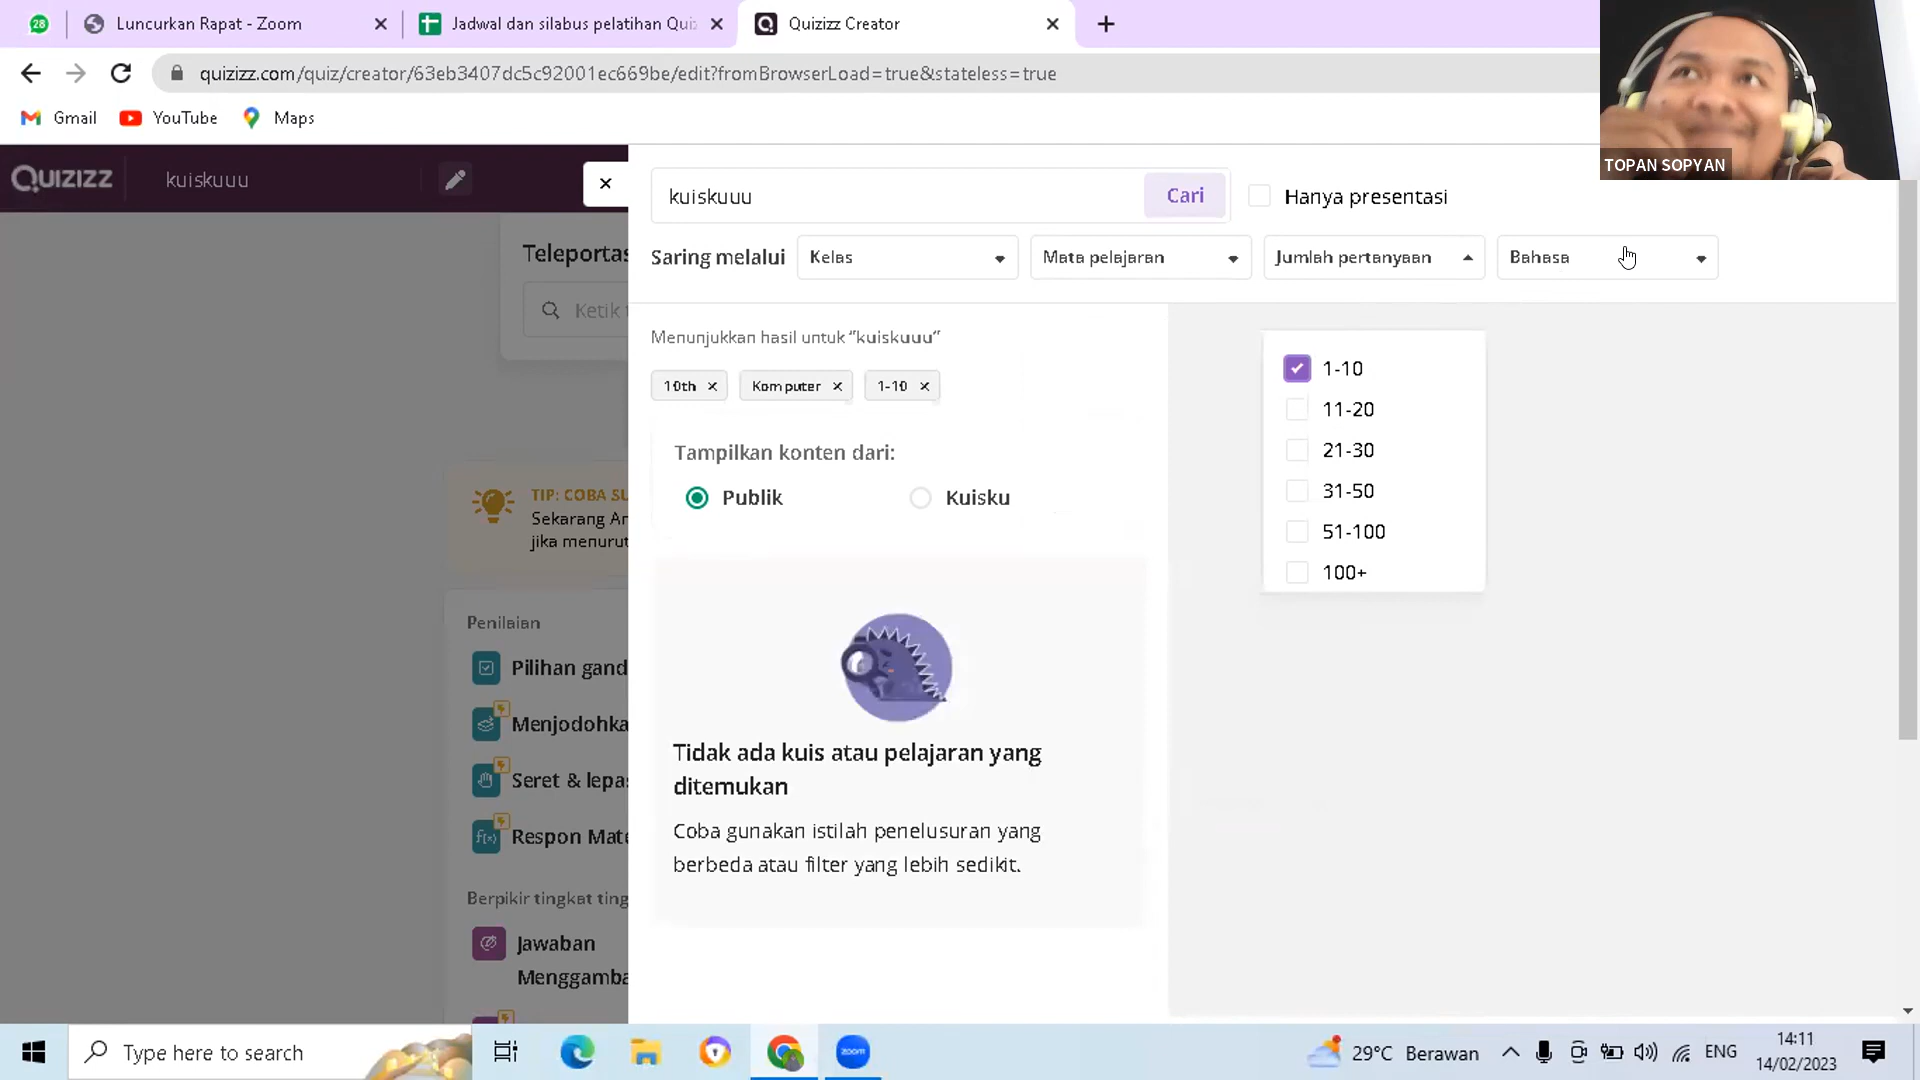 28
Luncurkan Rapat - Zoom
Jadwal dan silabus pelatihan Qui
Quizizz Creator
quizizz.com/quiz/creator/63eb3407dc5c92001ec669be/edit?fromBrowserLoad=true&stateless=true
Gmail
YouTube
Maps
TOPAN SOPYAN
Quizizz
kuiskuuu
kuiskuuu
Cari
Hanya presentasi
Saring melalui
Kelas
Mata pelajaran
Jumlah pertanyaan
Bahasa
Teleportas
Ketik
Menunjukkan hasil untuk "kuiskuuu"
10th
Komputer
1-10
Tampilkan konten dari:
Publik
Kuisku
1-10
11-20
21-30
31-50
51-100
100+
TIP: COBA SU
Sekarang An
jika menurut
Penilaian
Pilihan gand
Menjodohka
Seret & lepas
f(x)
Respon Mate
Berpikir tingkat ting
Jawaban
Menggamba
Tidak ada kuis atau pelajaran yang
ditemukan
Coba gunakan istilah penelusuran yang
berbeda atau filter yang lebih sedikit.
Type here to search
zoom
29°C Berawan
ENG
14:11
14/02/2023